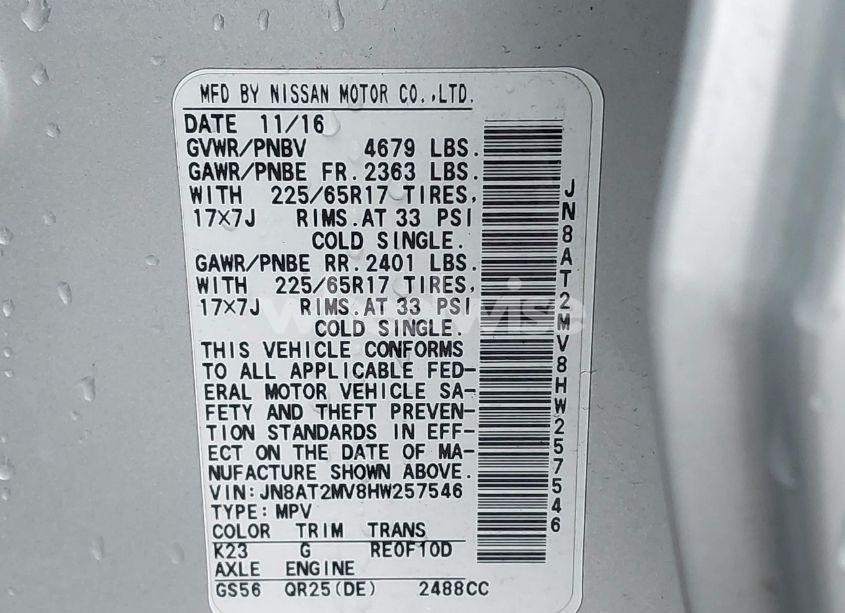 MFD BY NISSAN MOTOR CO.,LTD.
DATE 11/16
GVWR/PNBV 4679 LBS.
GAWR/PNBE FR. 2363 LBS.
WITH 225/65R17 TIRES,
17×7J RIMS.AT 33 PSI
COLD SINGLE.
GAWR/PNBE RR. 2401 LBS.
WITH 225/65R17 TIRES,
17×7J RIMS.AT 33 PSI
COLD SINGLE.
THIS VEHICLE CONFORMS
TO ALL APPLICABLE FED-
ERAL MOTOR VEHICLE SA-
FETY AND THEFT PREVEN-
TION STANDARDS IN EFF-
ECT ON THE DATE OF MA-
NUFACTURE SHOWN ABOVE.
VIN: JN8AT2MV8HW257546
TYPE: MPV
COLOR TRIM TRANS
K23 G RE0F10D
AXLE ENGINE
GS56 QR25(DE) 2488CC
JN8AT2MV8HW257546